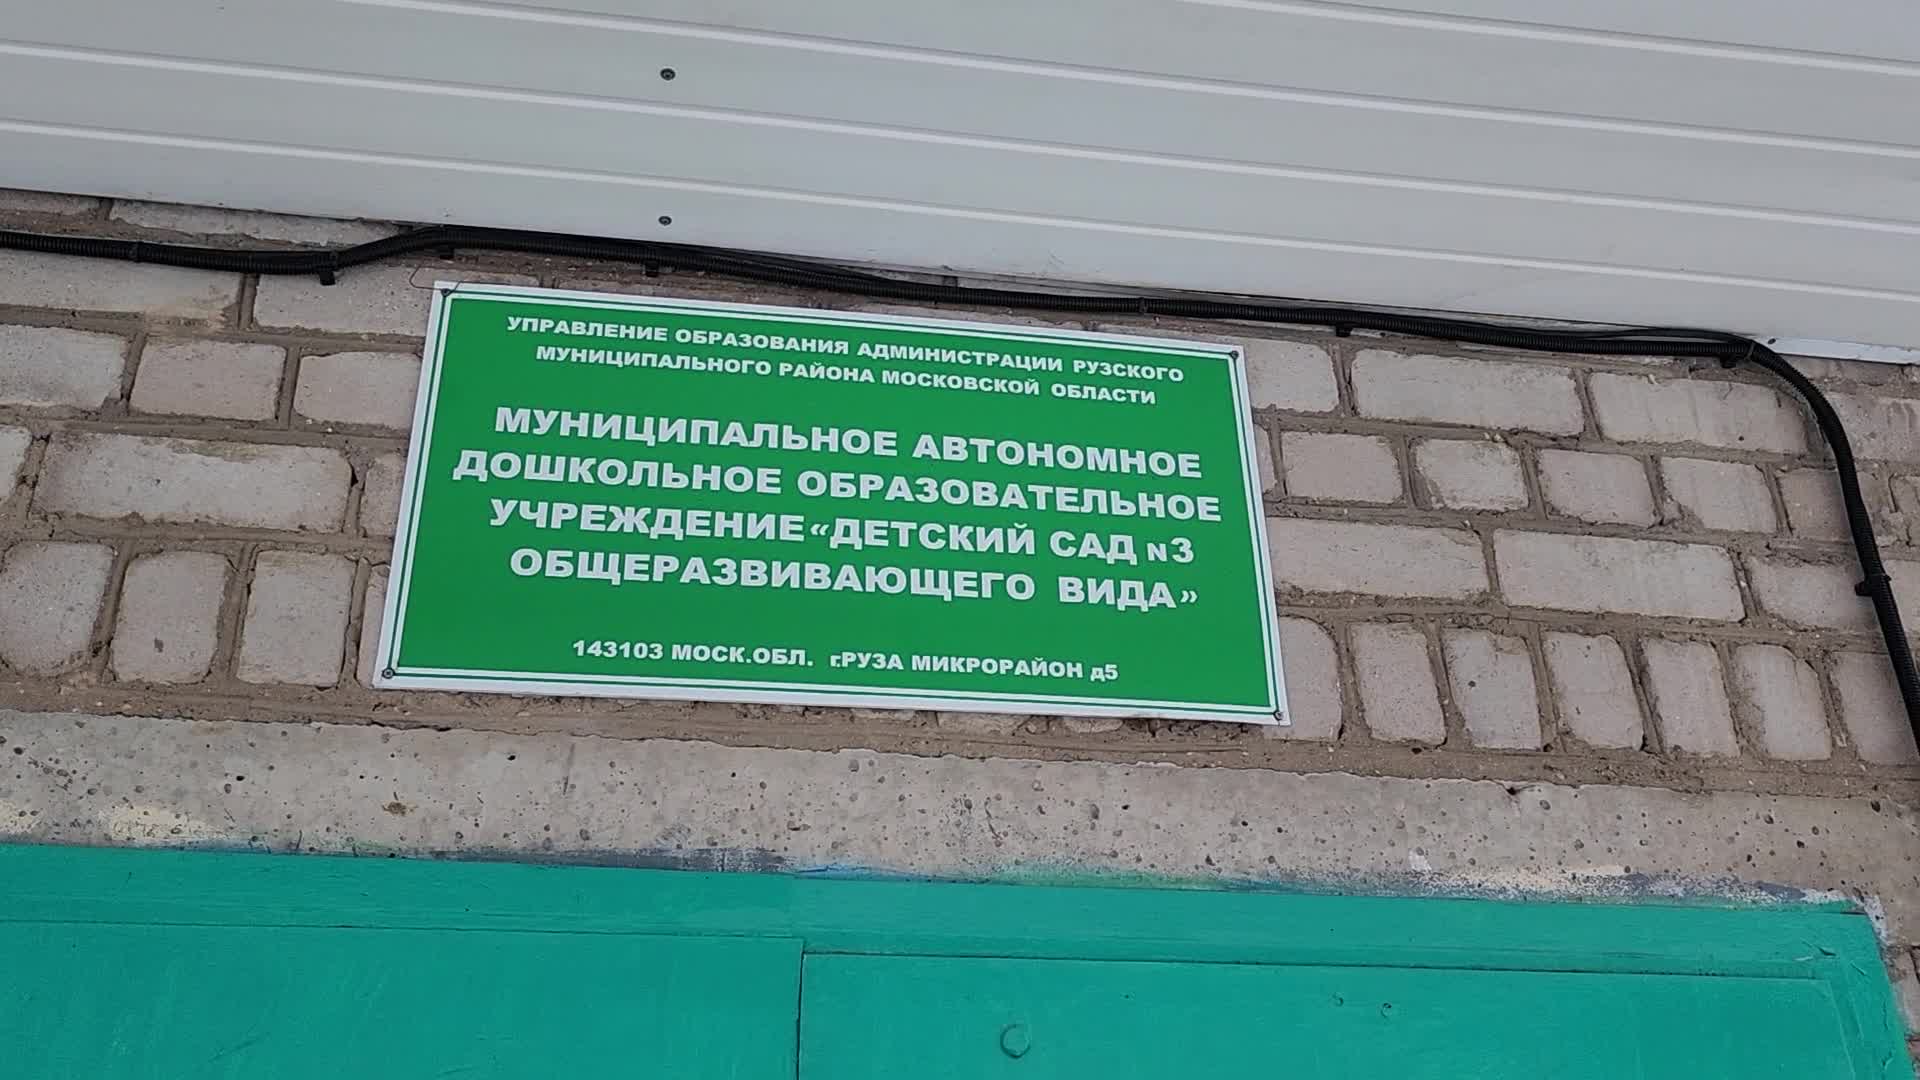 УПРАВЛЕНИЕ ОБРАЗОВАНИЯ АДМИНИСТРАЦИИ РУЗСКОГО
МУНИЦИПАЛЬНОГО РАЙОНА МОСКОВСКОЙ ОБЛАСТИ
МУНИЦИПАЛЬНОЕ АВТОНОМНОЕ
ДОШКОЛЬНОЕ ОБРАЗОВАТЕЛЬНОЕ
УЧРЕЖДЕНИЕ «ДЕТСКИЙ САД N3
ОБЩЕРАЗВИВАЮЩЕГО ВИДА»
143103 МОСК.ОБЛ. г.РУЗА МИКРОРАЙОН д5